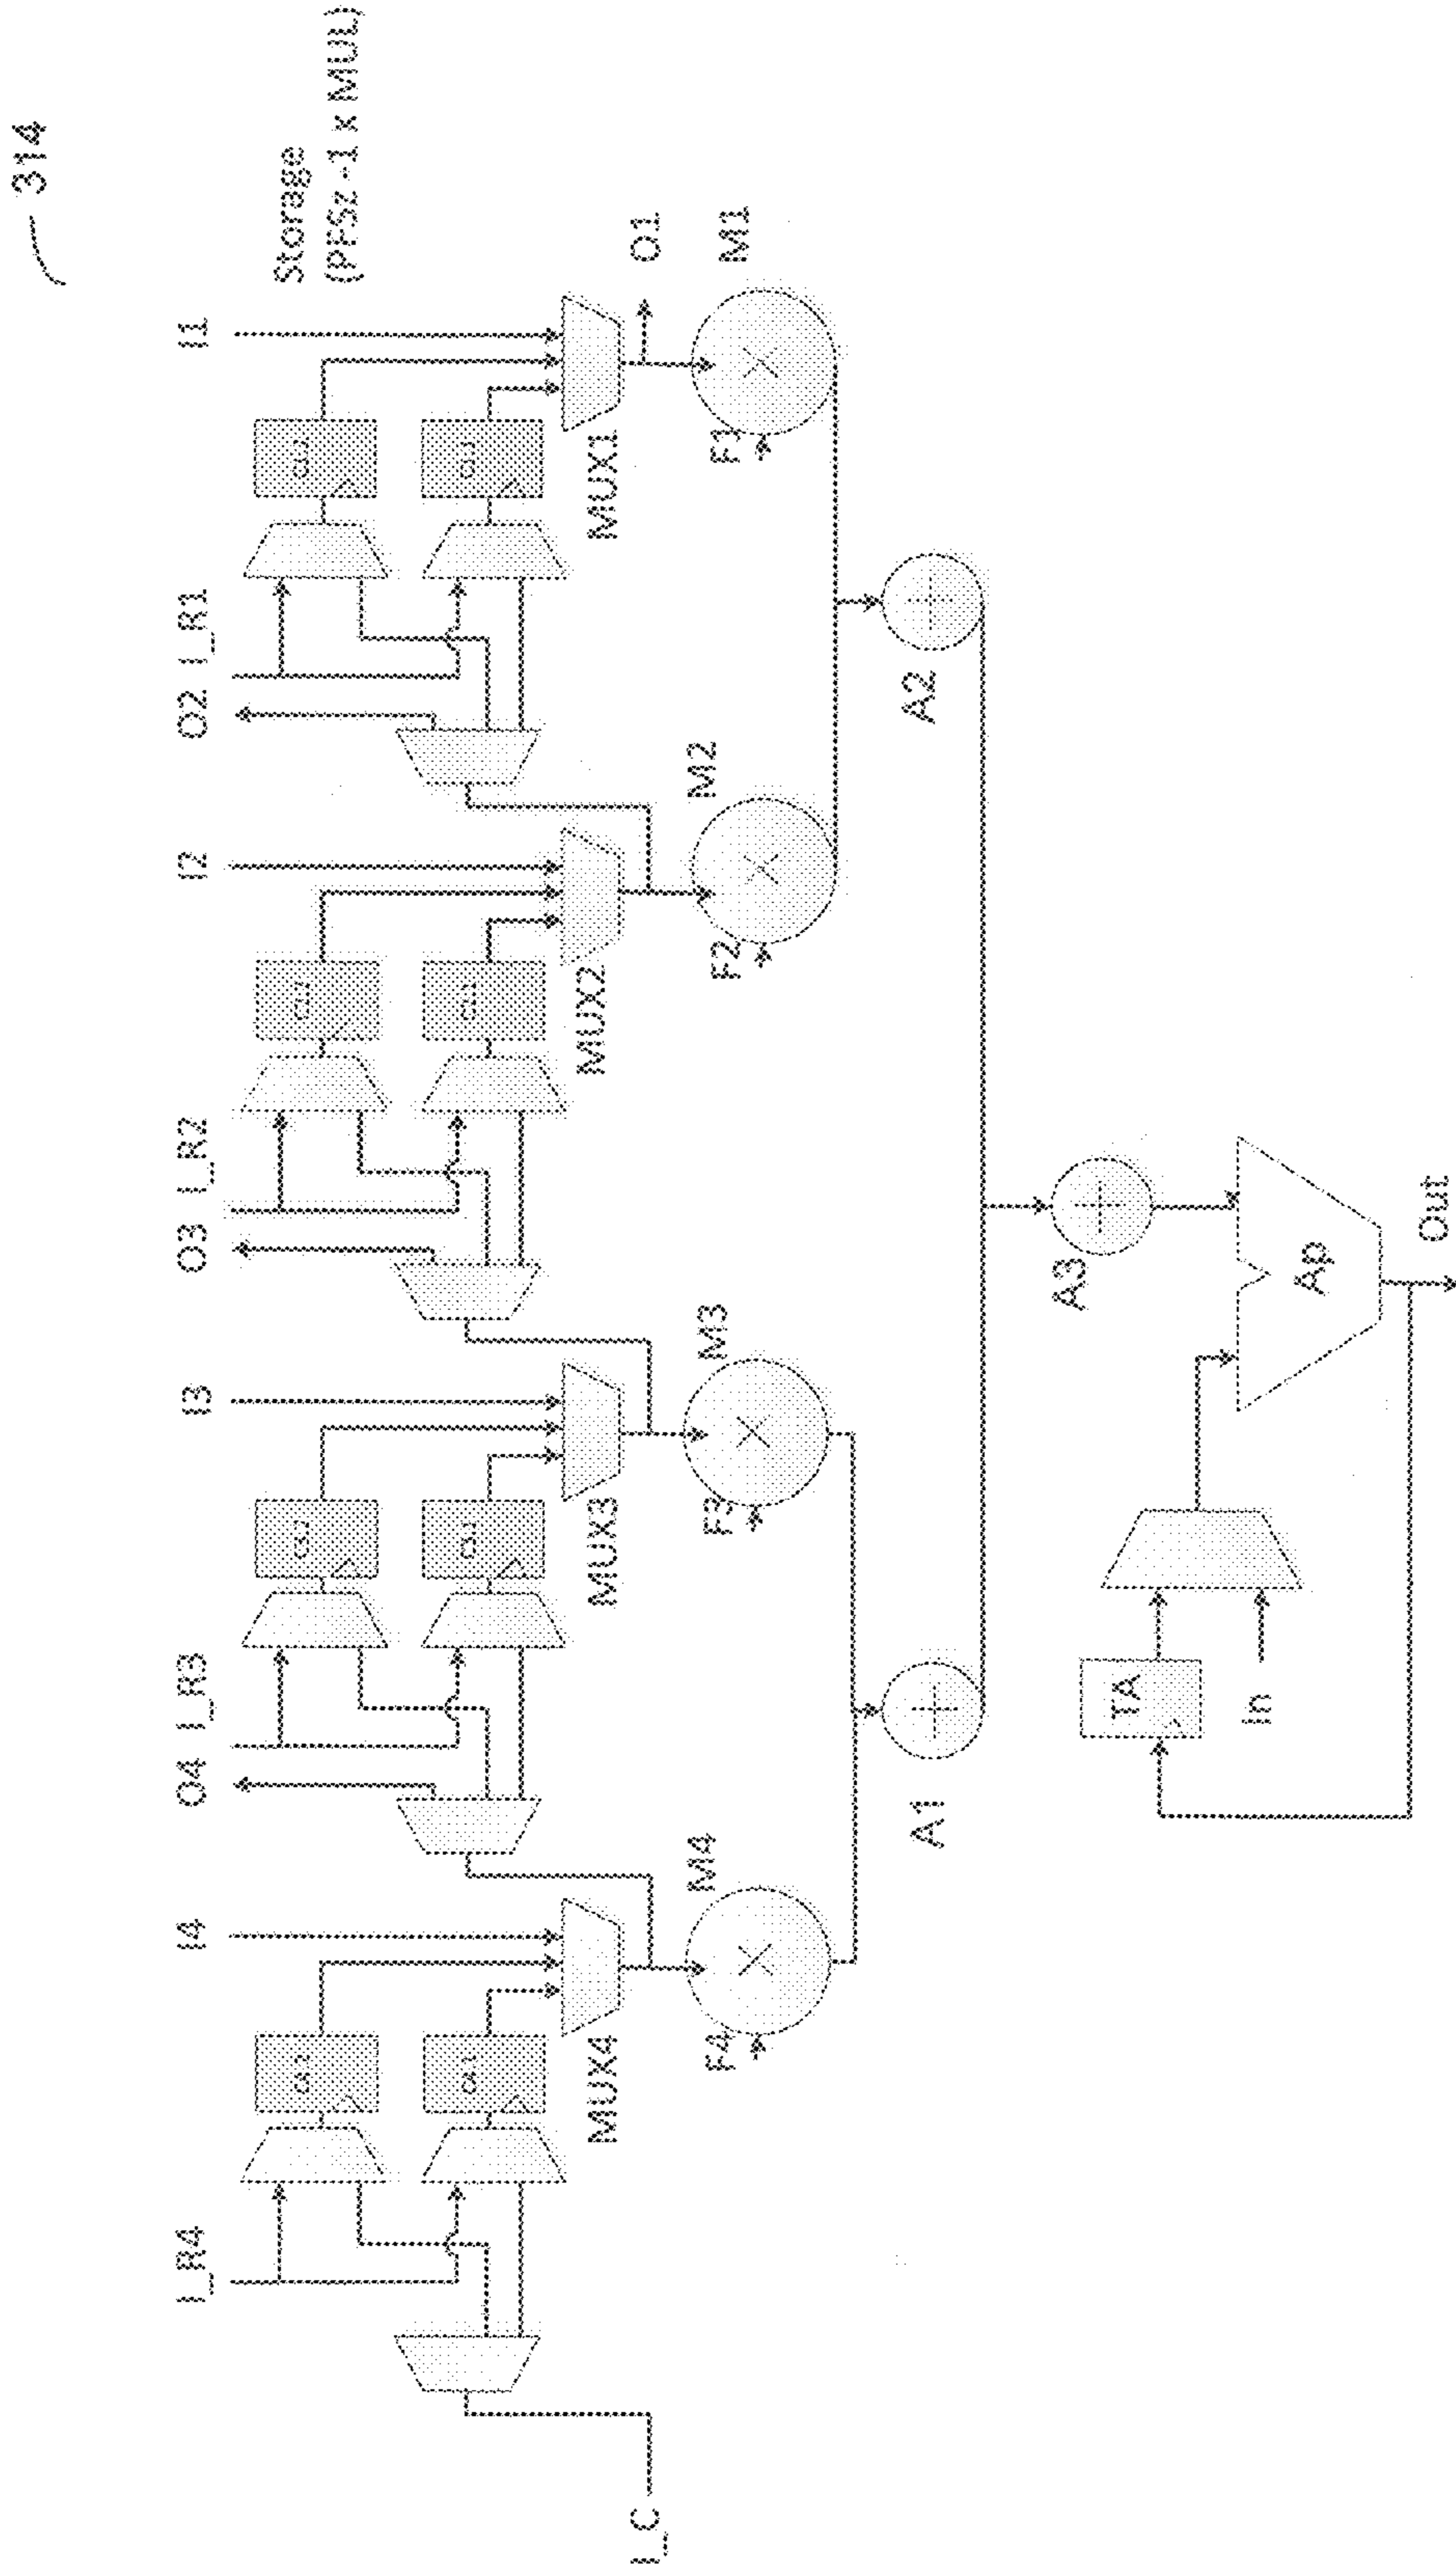 314
Storage
(PFSz -1 x MUL)
I_R4
I4
O4
I_R3
I3
O3
I_R2
I2
O2
I_R1
I1
MUX4
MUX3
MUX2
MUX1
I_C
O1
F4
M4
F3
M3
F2
M2
F1
M1
A1
A2
TA
In
A3
Ap
Out